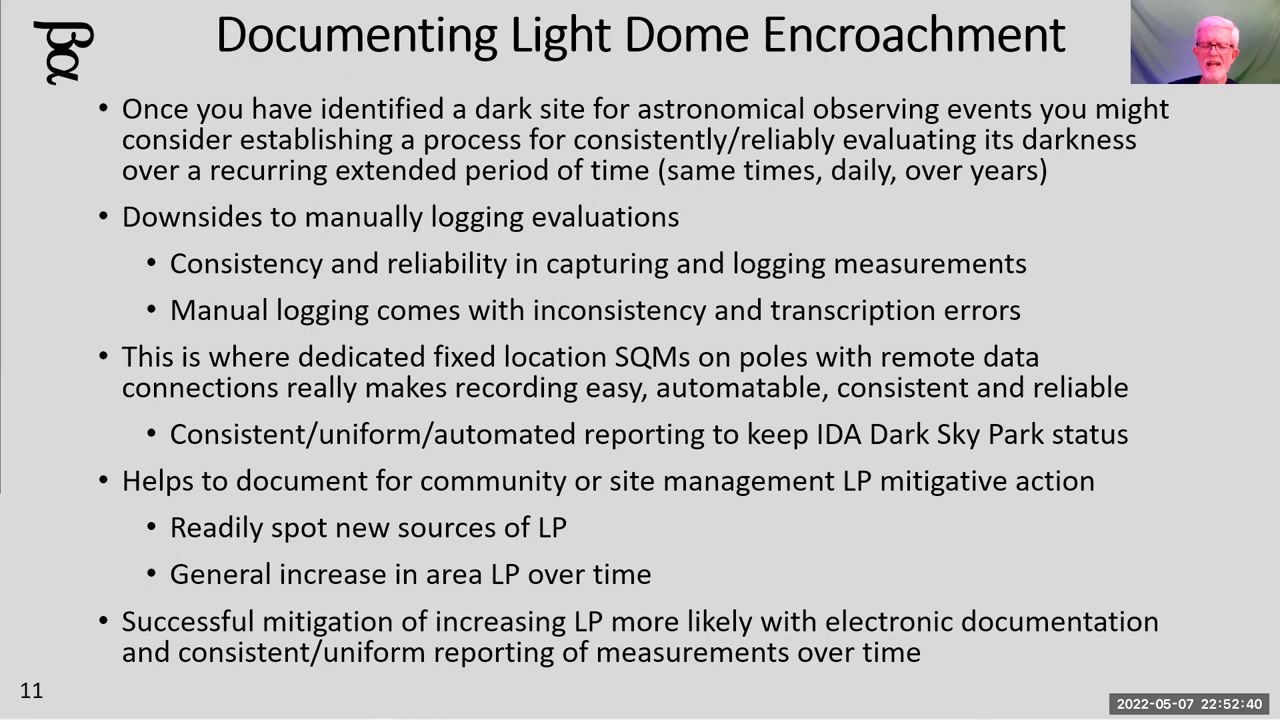 βα
Documenting Light Dome Encroachment
• Once you have identified a dark site for astronomical observing events you might
consider establishing a process for consistently/reliably evaluating its darkness
over a recurring extended period of time (same times, daily, over years)
• Downsides to manually logging evaluations
• Consistency and reliability in capturing and logging measurements
• Manual logging comes with inconsistency and transcription errors
• This is where dedicated fixed location SQMs on poles with remote data
connections really makes recording easy, automatable, consistent and reliable
• Consistent/uniform/automated reporting to keep IDA Dark Sky Park status
• Helps to document for community or site management LP mitigative action
• Readily spot new sources of LP
• General increase in area LP over time
• Successful mitigation of increasing LP more likely with electronic documentation
and consistent/uniform reporting of measurements over time
11
2022-05-07 22:52:40